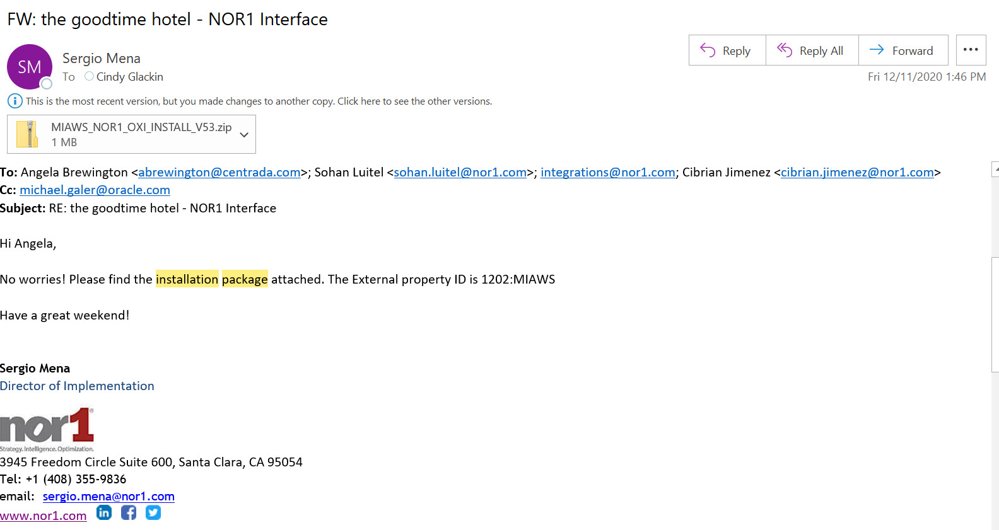 FW: the goodtime hotel - NOR1 Interface
SM
Sergio Mena
To Cindy Glackin
Reply
Reply All
Forward
Fri 12/11/2020 1:46 PM
This is the most recent version, but you made changes to another copy. Click here to see the other versions.
MIAWS_NOR1_OXI_INSTALL_V53.zip
1 MB
To: Angela Brewington <abrewington@centrada.com>; Sohan Luitel <sohan.luitel@nor1.com>; integrations@nor1.com; Cibrian Jimenez <cibrian.jimenez@nor1.com>
Cc: michael.galer@oracle.com
Subject: RE: the goodtime hotel - NOR1 Interface
Hi Angela,
No worries! Please find the installation package attached. The External property ID is 1202:MIAWS
Have a great weekend!
Sergio Mena
Director of Implementation
nor1®
Strategy. Intelligence. Optimization.
3945 Freedom Circle Suite 600, Santa Clara, CA 95054
Tel: +1 (408) 355-9836
email: sergio.mena@nor1.com
www.nor1.com in f